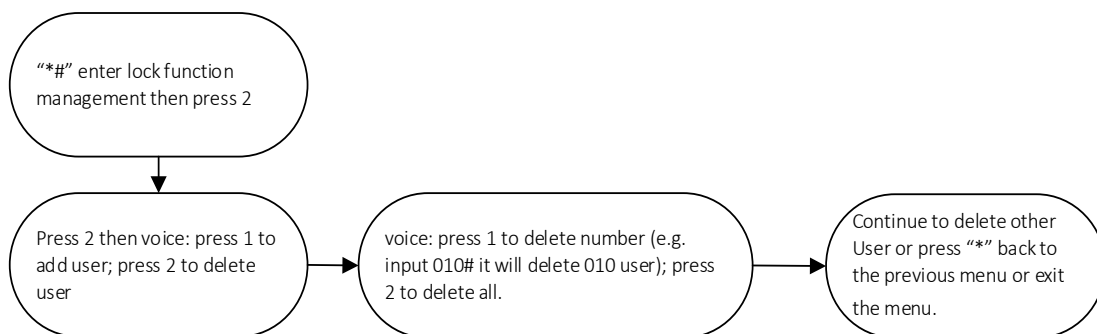 “*#” enter lock function
management then press 2
Press 2 then voice: press 1 to
add user; press 2 to delete
user
voice: press 1 to delete number (e.g.
input 010# it will delete 010 user); press
2 to delete all.
Continue to delete other
User or press “*” back to
the previous menu or exit
the menu.